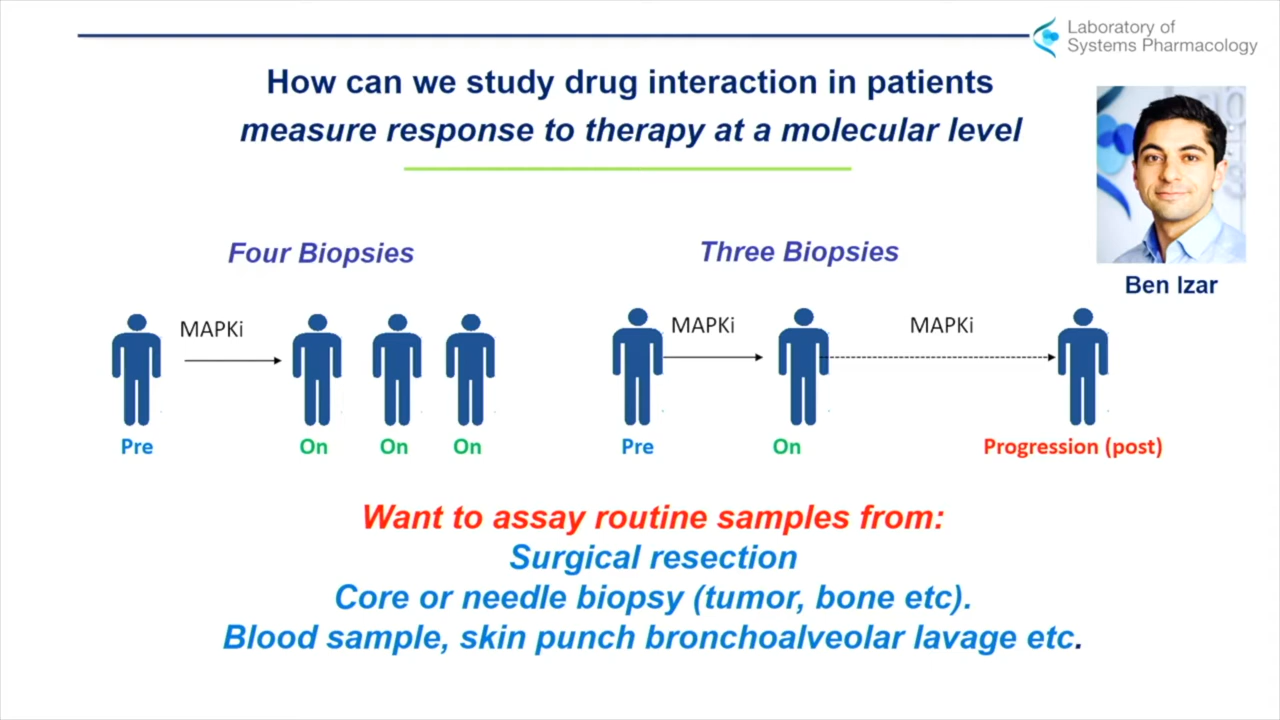 Laboratory of
Systems Pharmacology
How can we study drug interaction in patients
measure response to therapy at a molecular level
Ben Izar
Four Biopsies
Three Biopsies
MAPKi
MAPKi
MAPKi
Pre
On
On
On
Pre
On
Progression (post)
Want to assay routine samples from:
Surgical resection
Core or needle biopsy (tumor, bone etc).
Blood sample, skin punch bronchoalveolar lavage etc.